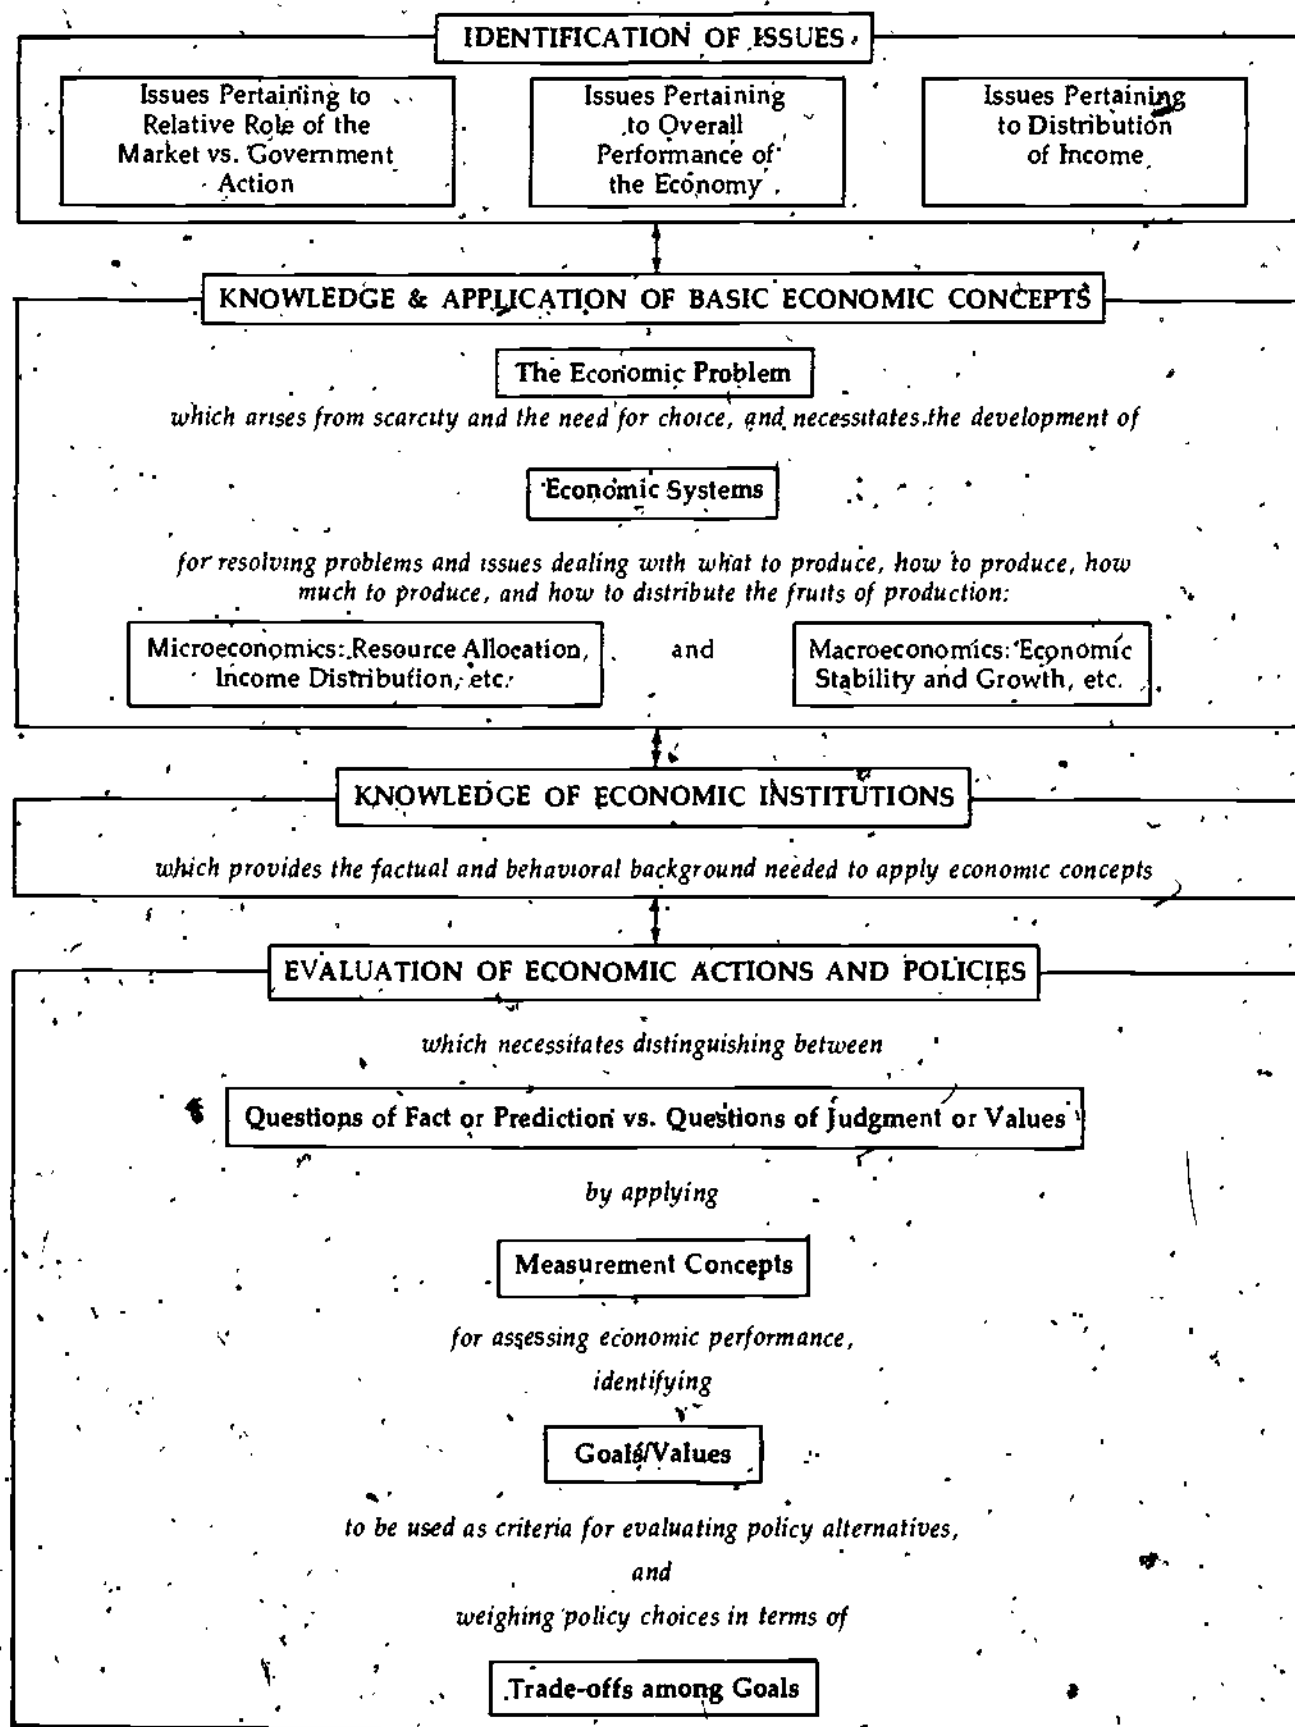 IDENTIFICATION OF ISSUES
Issues Pertaining to
Relative Role of the
Market vs. Government
Action
Issues Pertaining
to Overall
Performance of
the Economy
Issues Pertaining
to Distribution
of Income
KNOWLEDGE & APPLICATION OF BASIC ECONOMIC CONCEPTS
The Economic Problem
which arises from scarcity and the need for choice, and necessitates the development of
Economic Systems
for resolving problems and issues dealing with what to produce, how to produce, how
much to produce, and how to distribute the fruits of production:
Microeconomics: Resource Allocation,
Income Distribution, etc.
and
Macroeconomics: Economic
Stability and Growth, etc.
KNOWLEDGE OF ECONOMIC INSTITUTIONS
which provides the factual and behavioral background needed to apply economic concepts
EVALUATION OF ECONOMIC ACTIONS AND POLICIES
which necessitates distinguishing between
Questions of Fact or Prediction vs. Questions of Judgment or Values
by applying
Measurement Concepts
for assessing economic performance,
identifying
Goals/Values
to be used as criteria for evaluating policy alternatives,
and
weighing policy choices in terms of
Trade-offs among Goals